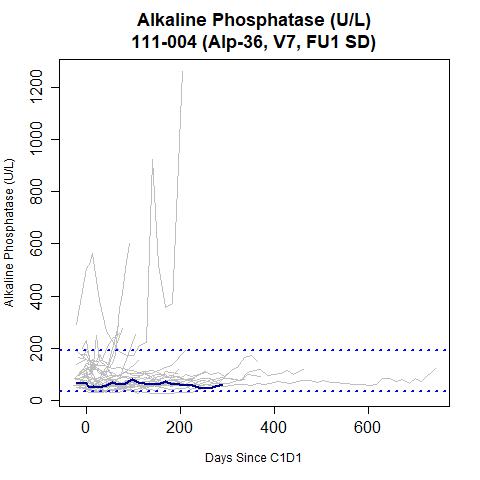 Alkaline Phosphatase (U/L)
111-004 (Alp-36, V7, FU1 SD)
Alkaline Phosphatase (U/L)
1200
1000
800
600
400
200
0
0 200 400 600
Days Since C1D1